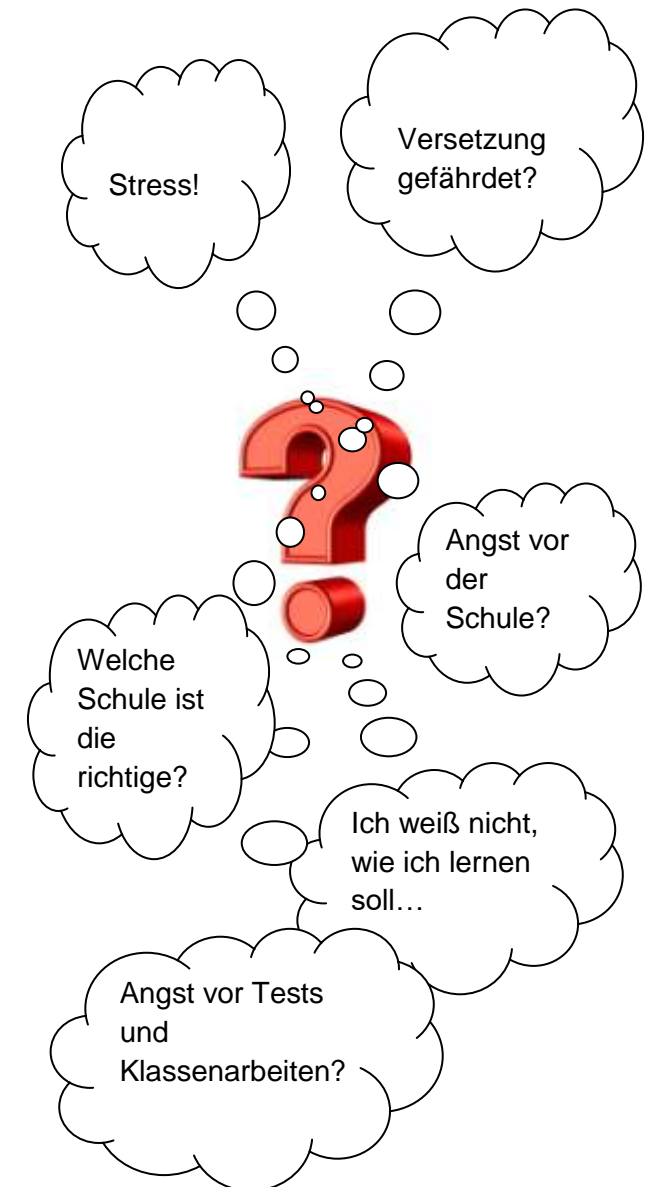 Stress!
Versetzung
gefährdet?
Angst vor
der
Schule?
Welche
Schule ist
die
richtige?
Ich weiß nicht,
wie ich lernen
soll…
Angst vor Tests
und
Klassenarbeiten?